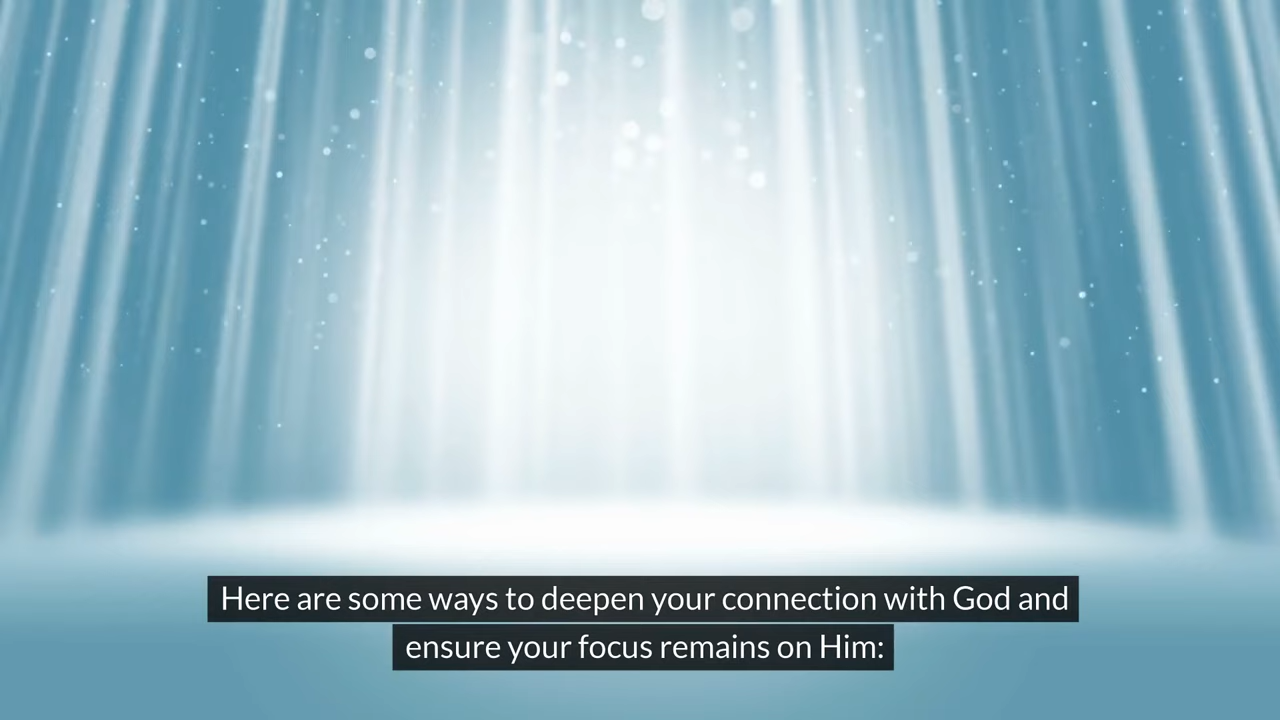 Here are some ways to deepen your connection with God and
ensure your focus remains on Him: